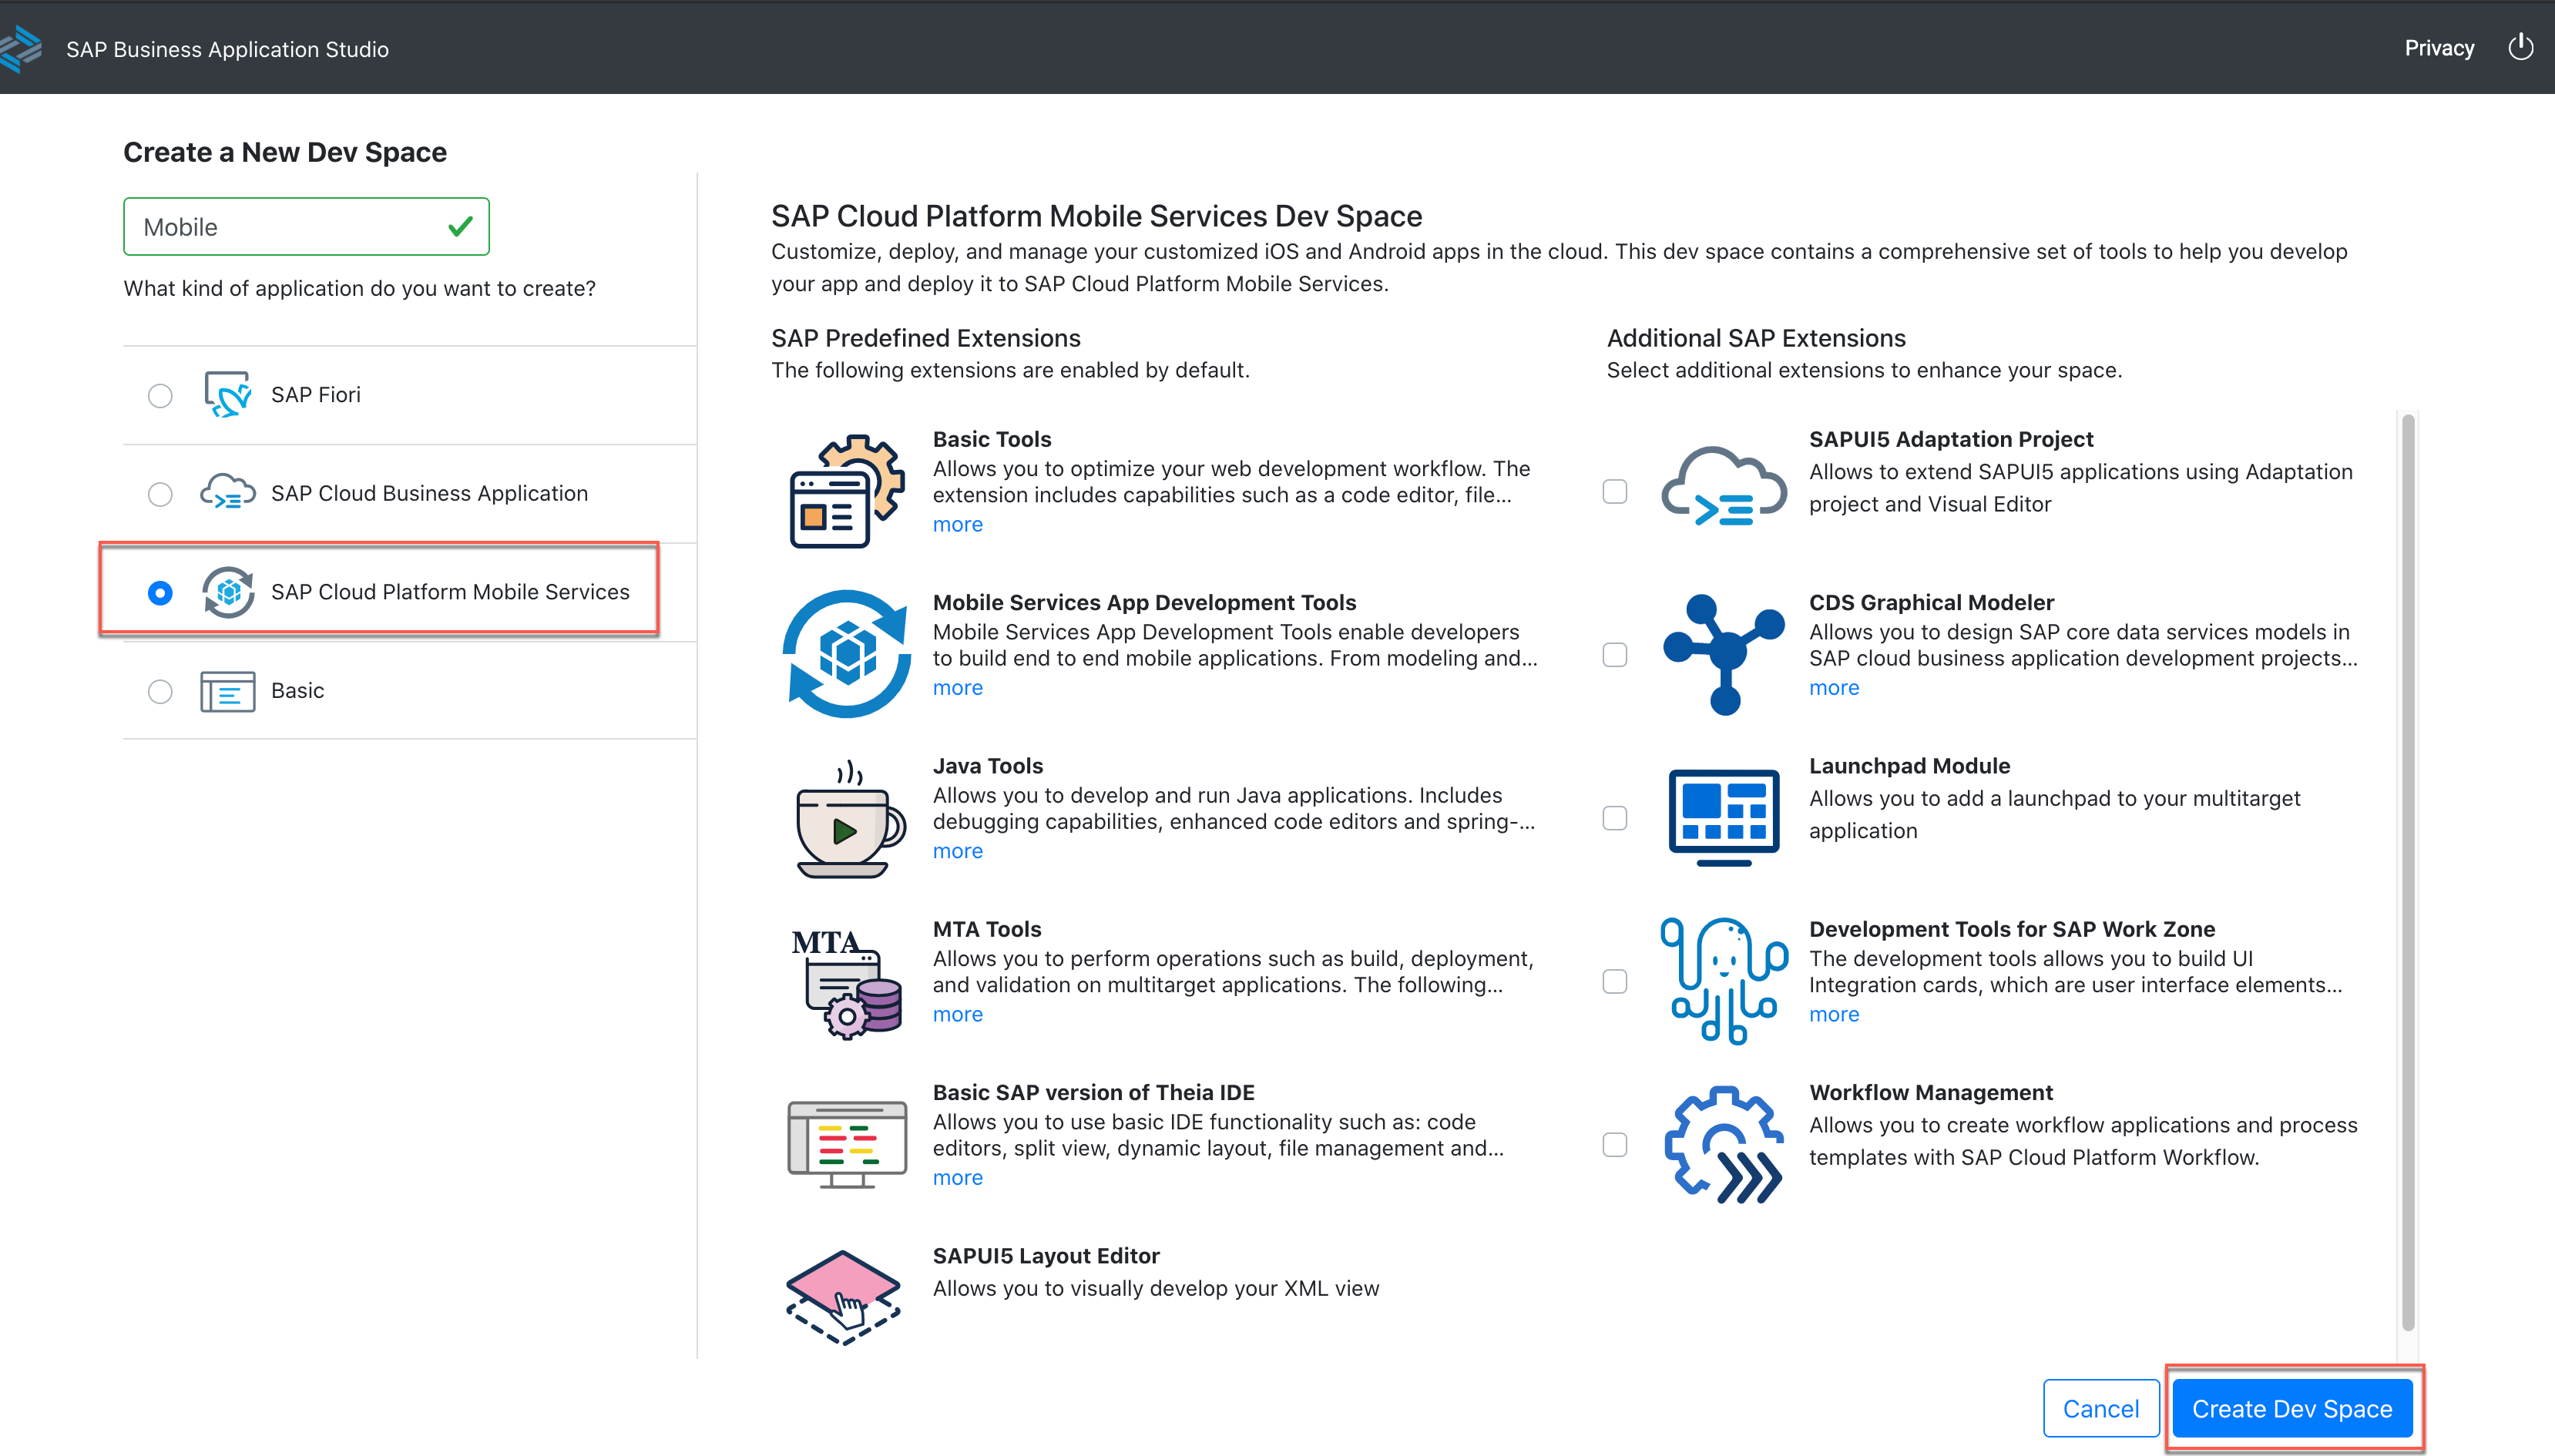 SAP Business Application Studio
Privacy
Create a New Dev Space
Mobile
What kind of application do you want to create?
SAP Fiori
SAP Cloud Business Application
SAP Cloud Platform Mobile Services
Basic
SAP Cloud Platform Mobile Services Dev Space
Customize, deploy, and manage your customized iOS and Android apps in the cloud. This dev space contains a comprehensive set of tools to help you develop
your app and deploy it to SAP Cloud Platform Mobile Services.
SAP Predefined Extensions
The following extensions are enabled by default.
Basic Tools
Allows you to optimize your web development workflow. The
extension includes capabilities such as a code editor, file...
more
Mobile Services App Development Tools
Mobile Services App Development Tools enable developers
to build end to end mobile applications. From modeling and...
more
Java Tools
Allows you to develop and run Java applications. Includes
debugging capabilities, enhanced code editors and spring-...
more
MTA
MTA Tools
Allows you to perform operations such as build, deployment,
and validation on multitarget applications. The following...
more
Basic SAP version of Theia IDE
Allows you to use basic IDE functionality such as: code
editors, split view, dynamic layout, file management and...
more
SAPUI5 Layout Editor
Allows you to visually develop your XML view
Additional SAP Extensions
Select additional extensions to enhance your space.
SAPUI5 Adaptation Project
Allows to extend SAPUI5 applications using Adaptation
project and Visual Editor
CDS Graphical Modeler
Allows you to design SAP core data services models in
SAP cloud business application development projects...
more
Launchpad Module
Allows you to add a launchpad to your multitarget
application
Development Tools for SAP Work Zone
The development tools allows you to build UI
Integration cards, which are user interface elements...
more
Workflow Management
Allows you to create workflow applications and process
templates with SAP Cloud Platform Workflow.
Cancel
Create Dev Space